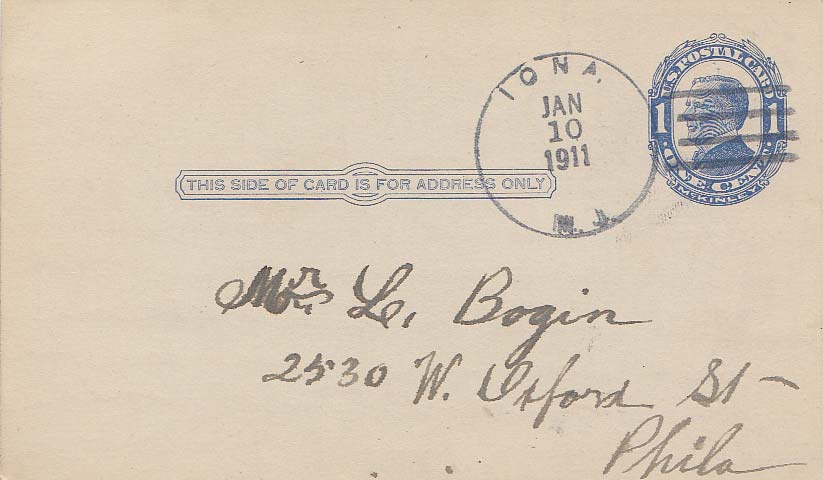 IONA,
JAN
10
1911
N. J.
U.S. POSTAL CARD
1 1
ONE CENT
McKINLEY
THIS SIDE OF CARD IS FOR ADDRESS ONLY
Mr L. Bogin
2530 W. Oxford St
Phila